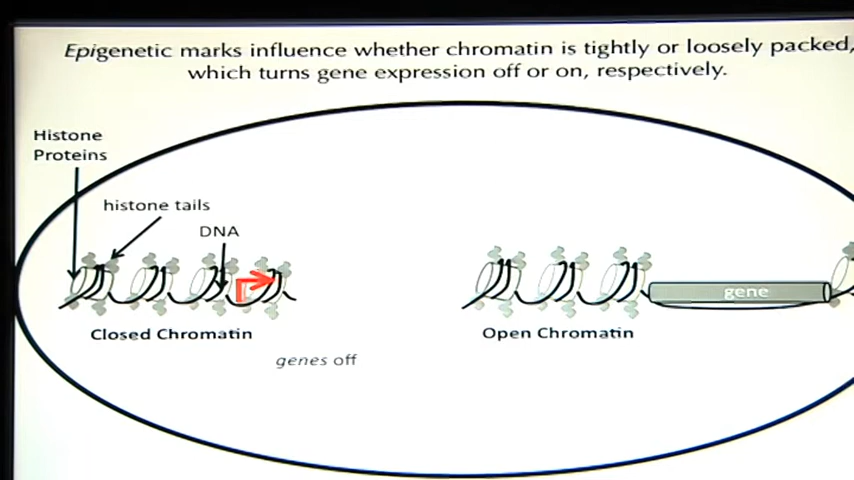 Epigenetic marks influence whether chromatin is tightly or loosely packed,
which turns gene expression off or on, respectively.
Histone
Proteins
histone tails
DNA
gene
Closed Chromatin
Open Chromatin
genes off